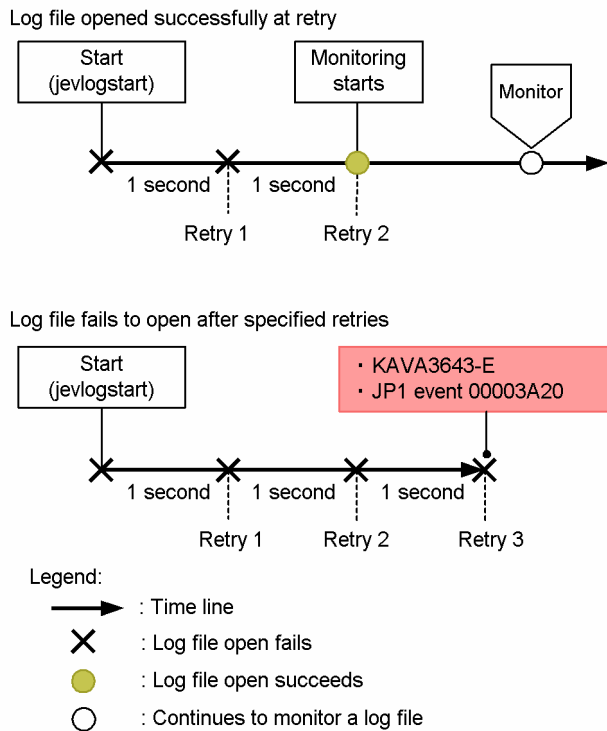 Log file opened successfully at retry
Start
(jevlogstart)
Monitoring
starts
Monitor
1 second
1 second
Retry 1
Retry 2
Log file fails to open after specified retries
Start
(jevlogstart)
・KAVA3643-E
・JP1 event 00003A20
1 second
1 second
1 second
Retry 1
Retry 2
Retry 3
Legend:
: Time line
: Log file open fails
: Log file open succeeds
: Continues to monitor a log file